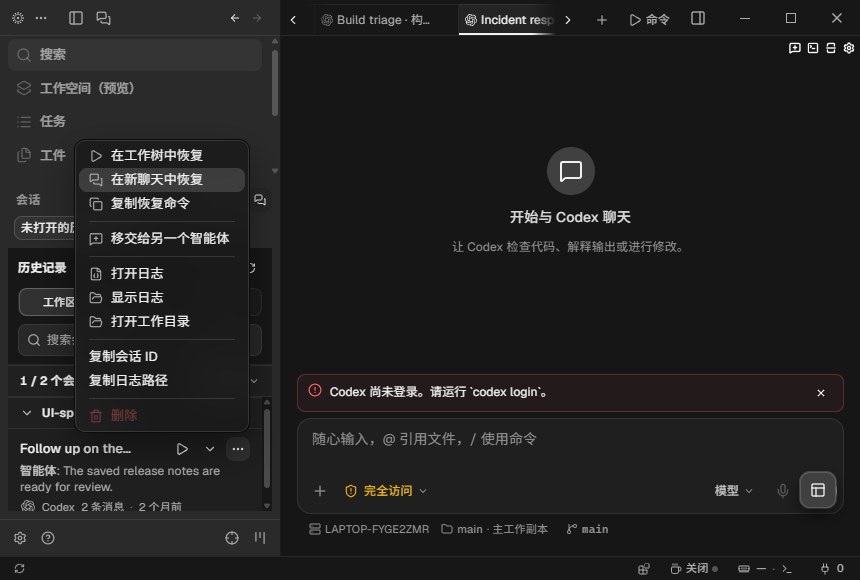 Build triage · 构...
Incident resp
命令
搜索
工作空间（预览）
任务
工件
会话
未打开的历
历史记录
工作区
搜索会
1 / 2 个会
UI-sp
在工作树中恢复
在新聊天中恢复
复制恢复命令
移交给另一个智能体
打开日志
显示日志
打开工作目录
复制会话 ID
复制日志路径
删除
Follow up on the...
智能体: The saved release notes are
ready for review.
Codex 2 条消息 · 2 个月前
开始与 Codex 聊天
让 Codex 检查代码、解释输出或进行修改。
Codex 尚未登录。请运行 `codex login`。
随心输入，@ 引用文件，/ 使用命令
完全访问
模型
LAPTOP-FYGE2ZMR
main · 主工作副本
main
关闭
0